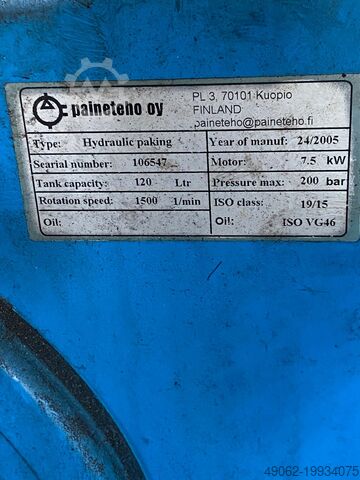 paineteho oy
PL 3, 70101 Kuopio
FINLAND
paineteho@paineteho.fi
Type: Hydraulic paking Year of manuf: 24/2005
Searial number: 106547 Motor: 7.5 kW
Tank capacity: 120 Ltr Pressure max: 200 bar
Rotation speed: 1500 1/min ISO class: 19/15
Oil: Oil: ISO VG46
49062-19934075